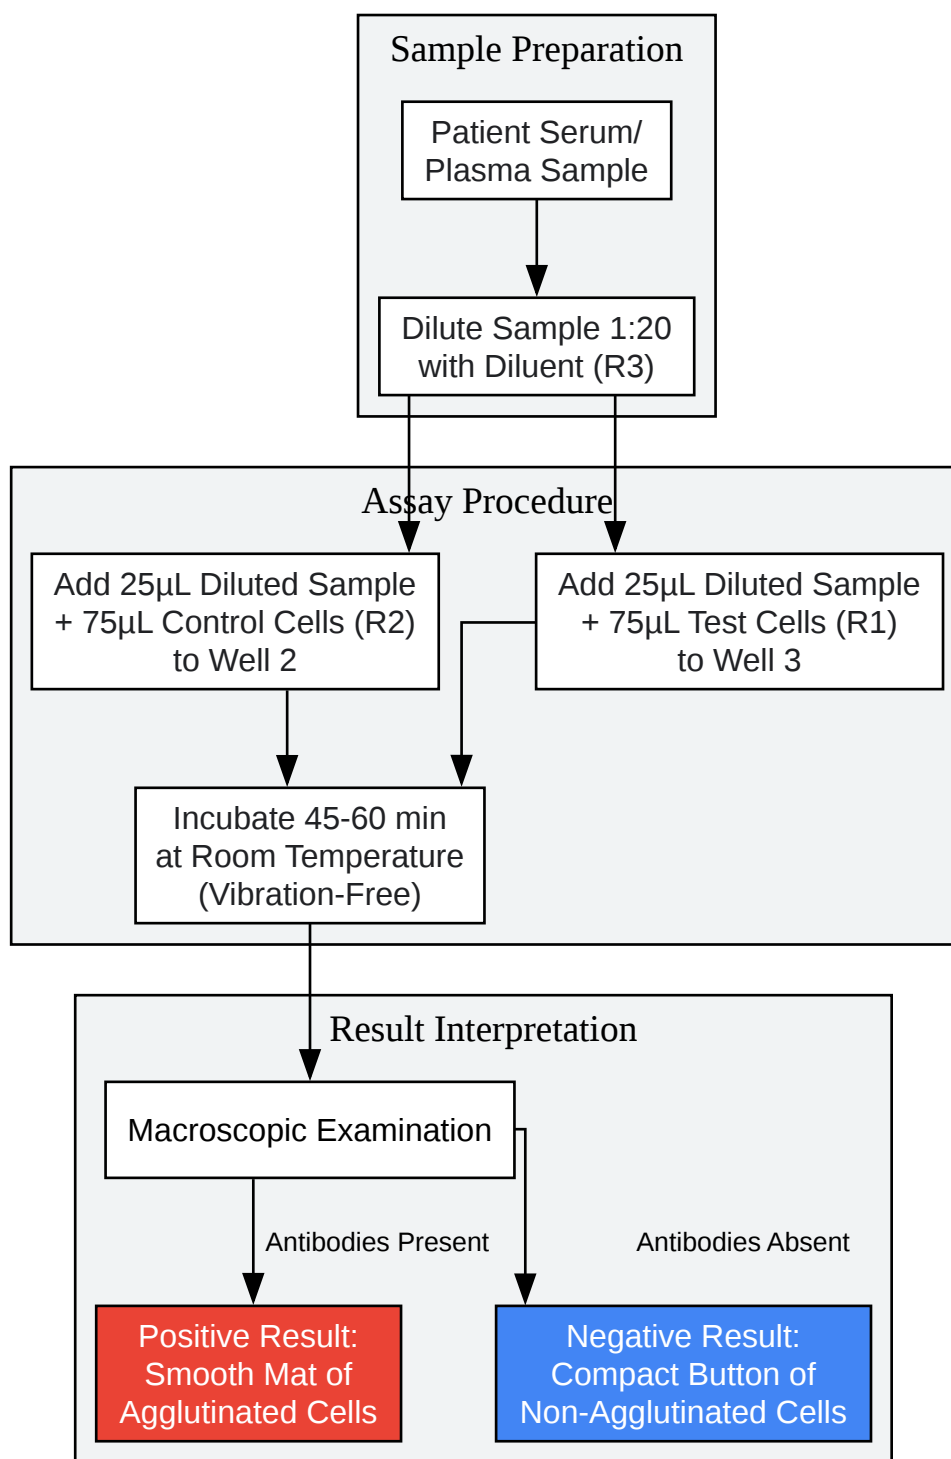 Sample Preparation
Patient Serum/
Plasma Sample
Dilute Sample 1:20
with Diluent (R3)
Assay Procedure
Add 25µL Diluted Sample
+ 75µL Control Cells (R2)
to Well 2
Add 25µL Diluted Sample
+ 75µL Test Cells (R1)
to Well 3
Incubate 45-60 min
at Room Temperature
(Vibration-Free)
Result Interpretation
Macroscopic Examination
Antibodies Present
Antibodies Absent
Positive Result:
Smooth Mat of
Agglutinated Cells
Negative Result:
Compact Button of
Non-Agglutinated Cells